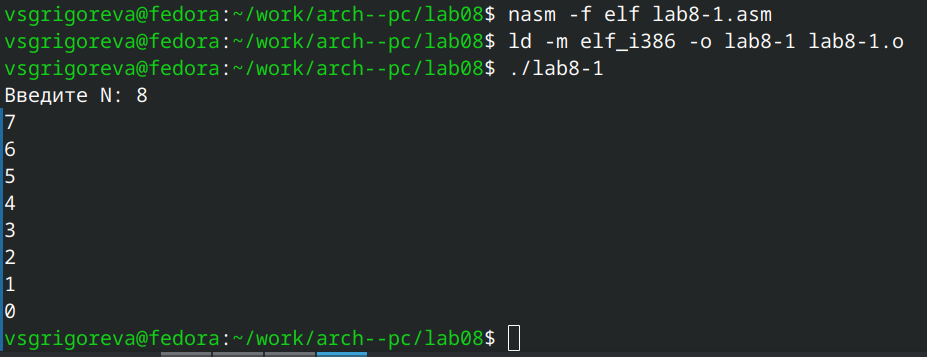 vsgrigoreva@fedora:~/work/arch--pc/lab08$ nasm -f elf lab8-1.asm
vsgrigoreva@fedora:~/work/arch--pc/lab08$ ld -m elf_i386 -o lab8-1 lab8-1.o
vsgrigoreva@fedora:~/work/arch--pc/lab08$ ./lab8-1
Введите N: 8
7
6
5
4
3
2
1
0
vsgrigoreva@fedora:~/work/arch--pc/lab08$